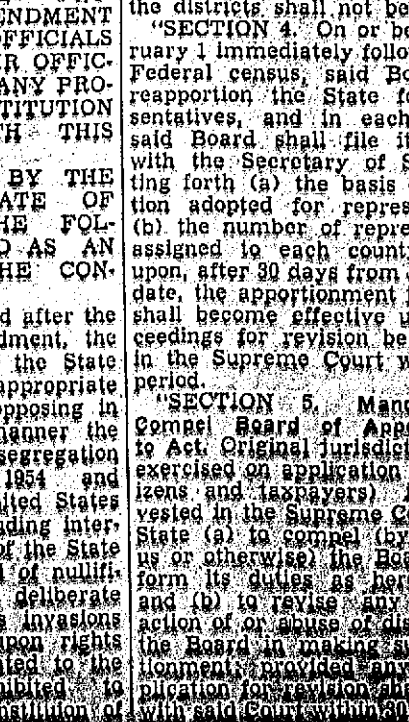 ENDMENT
OFFICIALS
R OFFIC-
ANY PRO-
TITUTION
TH THIS
BY THE
ATE OF
HE FOL-
D AS AN
HE CON-
d after the
dment, the
the State
appropriate
opposing in
manner the
segregation
1954 and
ited States
uding inter-
of the State
of nullifi-
deliberate
invasions
upon rights
ated to the
hibited to
nstitution of
the districts shall not be
"SECTION 4. On or be
ruary 1 immediately follo
Federal census, said Bo
reapportion the State fo
sentatives, and in each
said Board shall file it
with the Secretary of S
ting forth (a) the basis
tion adopted for repres
(b) the number of repre
assigned to each count
upon, after 30 days from
date, the apportionment
shall become effective u
ceedings for revision be
in the Supreme Court w
period.
"SECTION 5. Mand
Compel Board of Appo
to Act. Original jurisdict
exercised on application
izens and taxpayers)
vested in the Supreme C
State (a) to compel (by
us or otherwise) the Boa
form its duties as here
and (b) to revise any
action of or abuse of dis
the Board in making su
tionment; provided any
plication for revision sh
with said Court within 30